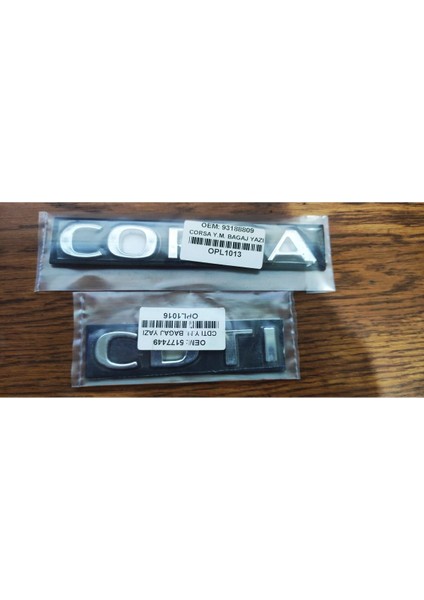 CORSA
OEM: 93188809
CORSA Y.M. BAGAJ YAZI
OPL1013
CDTI
OEM: 5177449
CDTI Y.M. BAGAJ YAZI
OPL1016